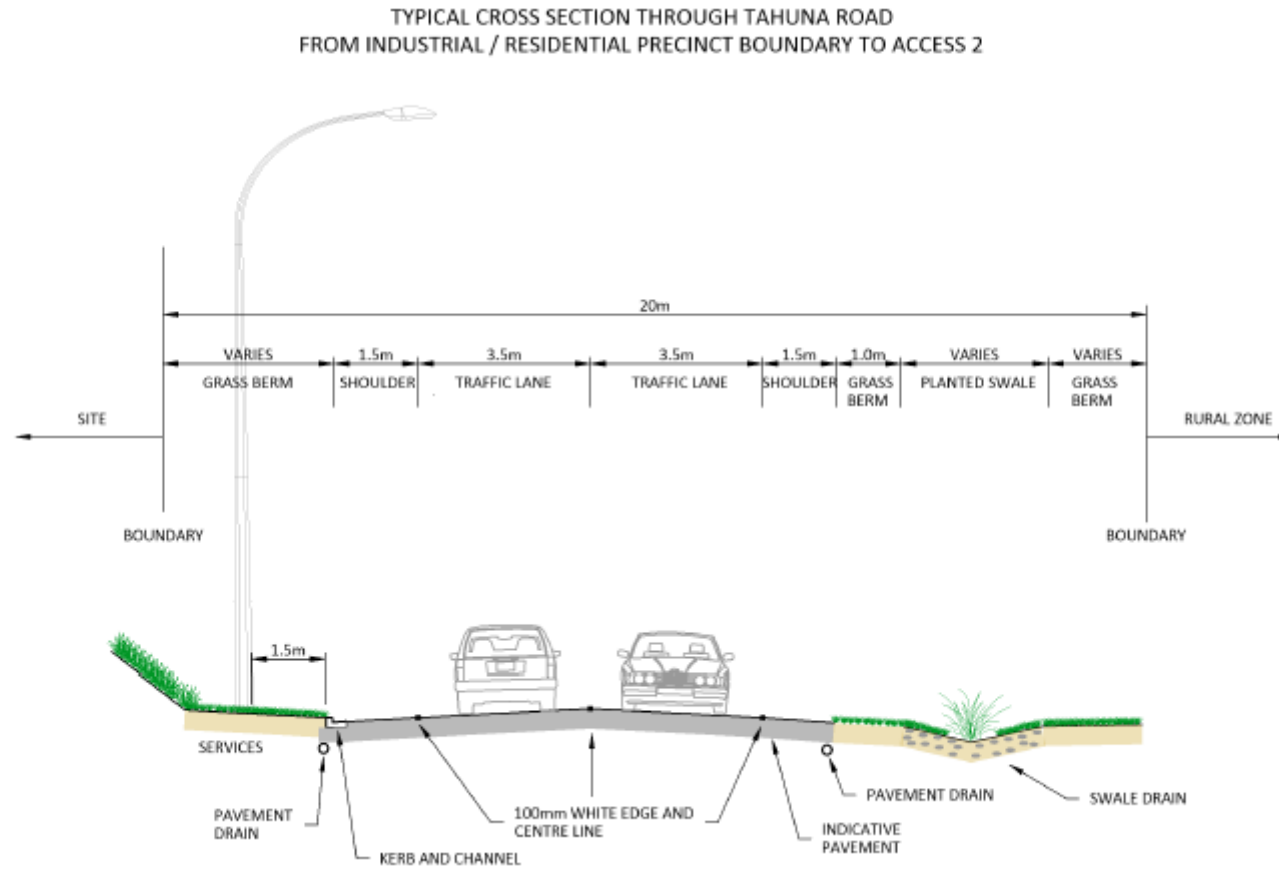 TYPICAL CROSS SECTION THROUGH TAHUNA ROAD
FROM INDUSTRIAL / RESIDENTIAL PRECINCT BOUNDARY TO ACCESS 2
20m
VARIES 1.5m 3.5m 3.5m 1.5m 1.0m VARIES VARIES
GRASS BERM SHOULDER TRAFFIC LANE TRAFFIC LANE SHOULDER GRASS PLANTED SWALE GRASS
BERM BERM
SITE RURAL ZONE
BOUNDARY BOUNDARY
1.5m
SERVICES
PAVEMENT
DRAIN
KERB AND CHANNEL
100mm WHITE EDGE AND
CENTRE LINE
INDICATIVE
PAVEMENT
PAVEMENT DRAIN
SWALE DRAIN